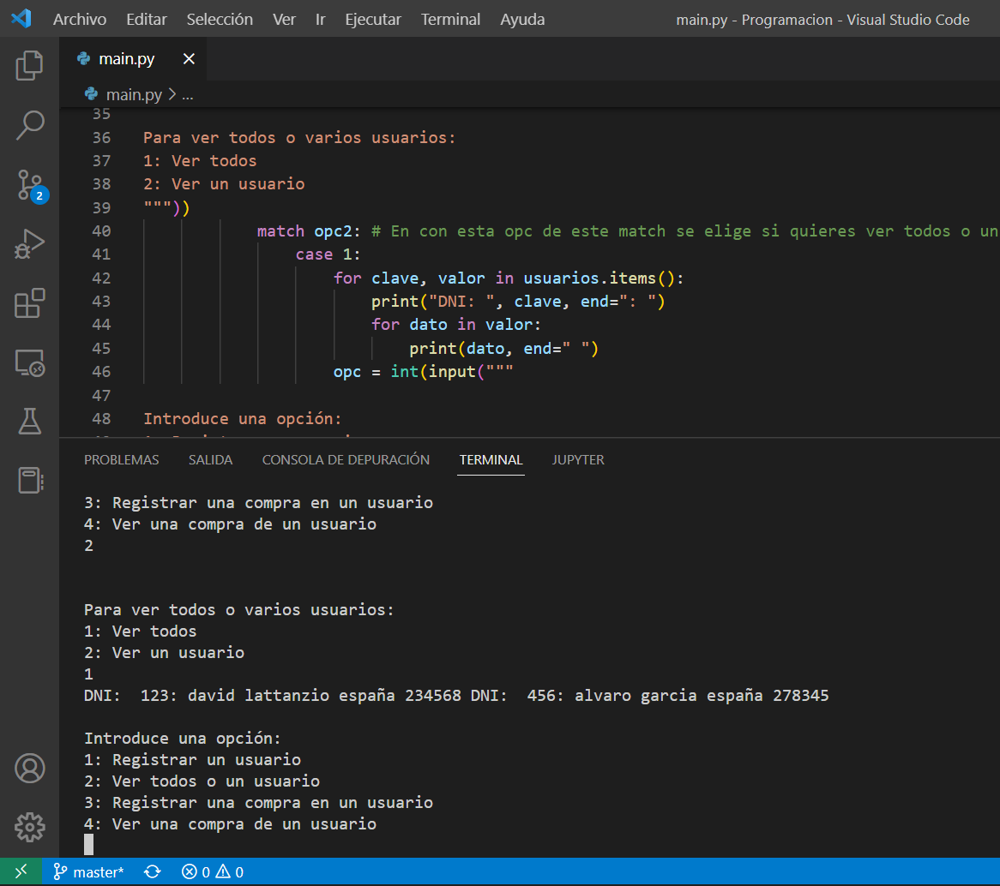 Archivo Editar Selección Ver Ir Ejecutar Terminal Ayuda main.py - Programacion - Visual Studio Code
main.py
main.py > ...
35
36 Para ver todos o varios usuarios:
37 1: Ver todos
38 2: Ver un usuario
39 """))
40 match opc2: # En con esta opc de este match se elige si quieres ver todos o un
41 case 1:
42 for clave, valor in usuarios.items():
43 print("DNI: ", clave, end=": ")
44 for dato in valor:
45 print(dato, end=" ")
46 opc = int(input("""
47
48 Introduce una opción:
PROBLEMAS SALIDA CONSOLA DE DEPURACIÓN TERMINAL JUPYTER
3: Registrar una compra en un usuario
4: Ver una compra de un usuario
2
Para ver todos o varios usuarios:
1: Ver todos
2: Ver un usuario
1
DNI:  123: david lattanzio españa 234568 DNI:  456: alvaro garcia españa 278345
Introduce una opción:
1: Registrar un usuario
2: Ver todos o un usuario
3: Registrar una compra en un usuario
4: Ver una compra de un usuario
2
master* 0 0